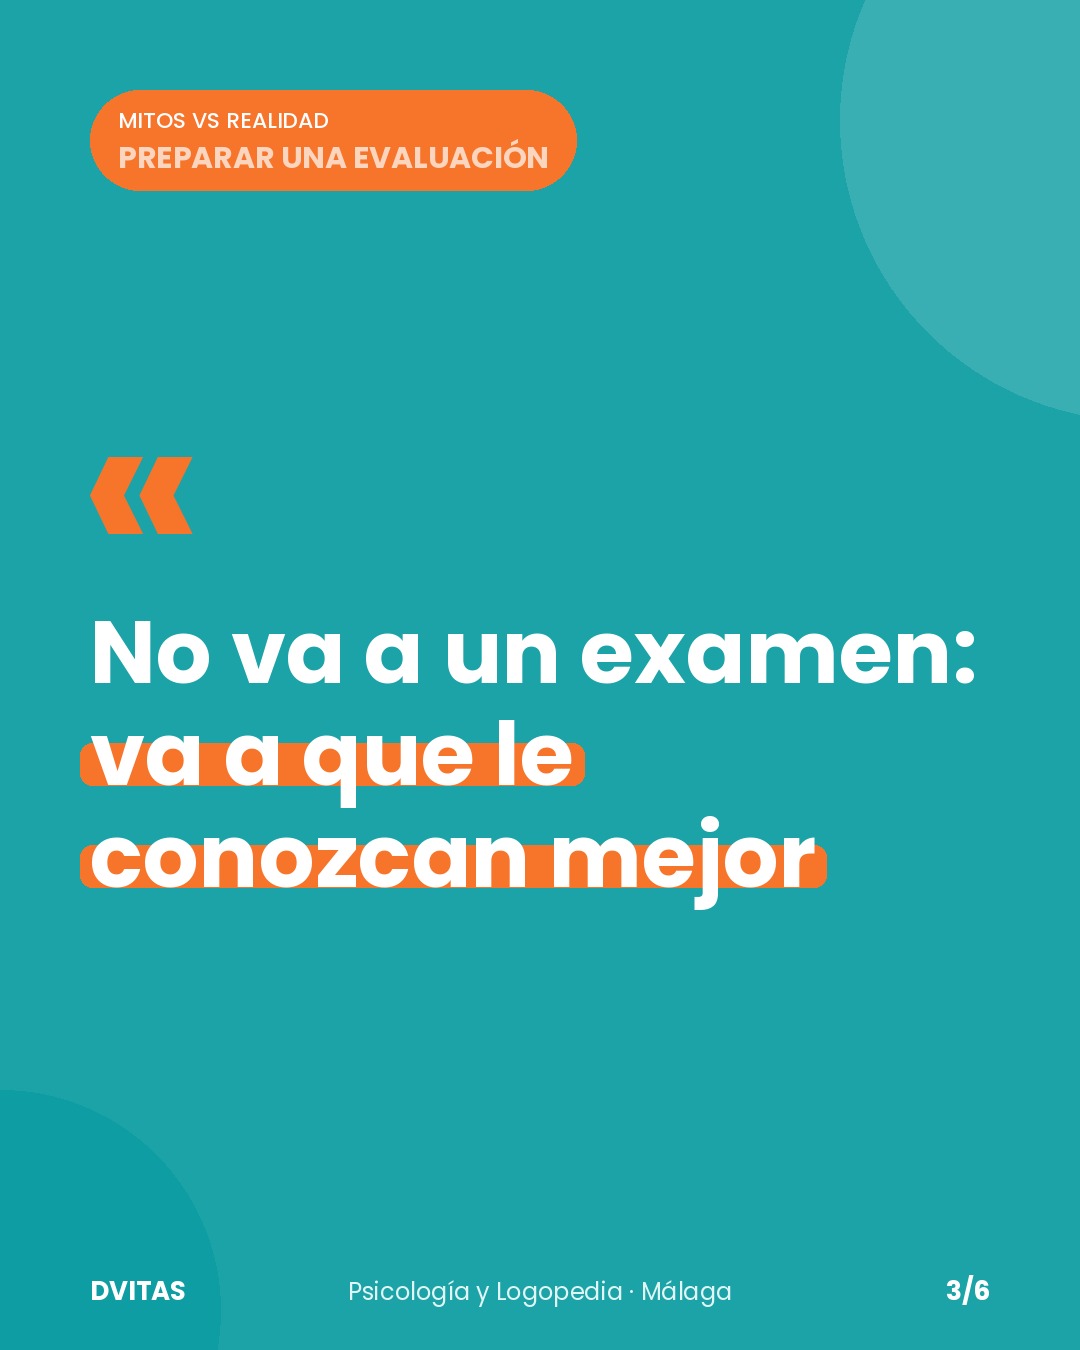 MITOS VS REALIDAD
PREPARAR UNA EVALUACIÓN
«
No va a un examen:
va a que le
conozcan mejor
DVITAS
Psicología y Logopedia · Málaga
3/6